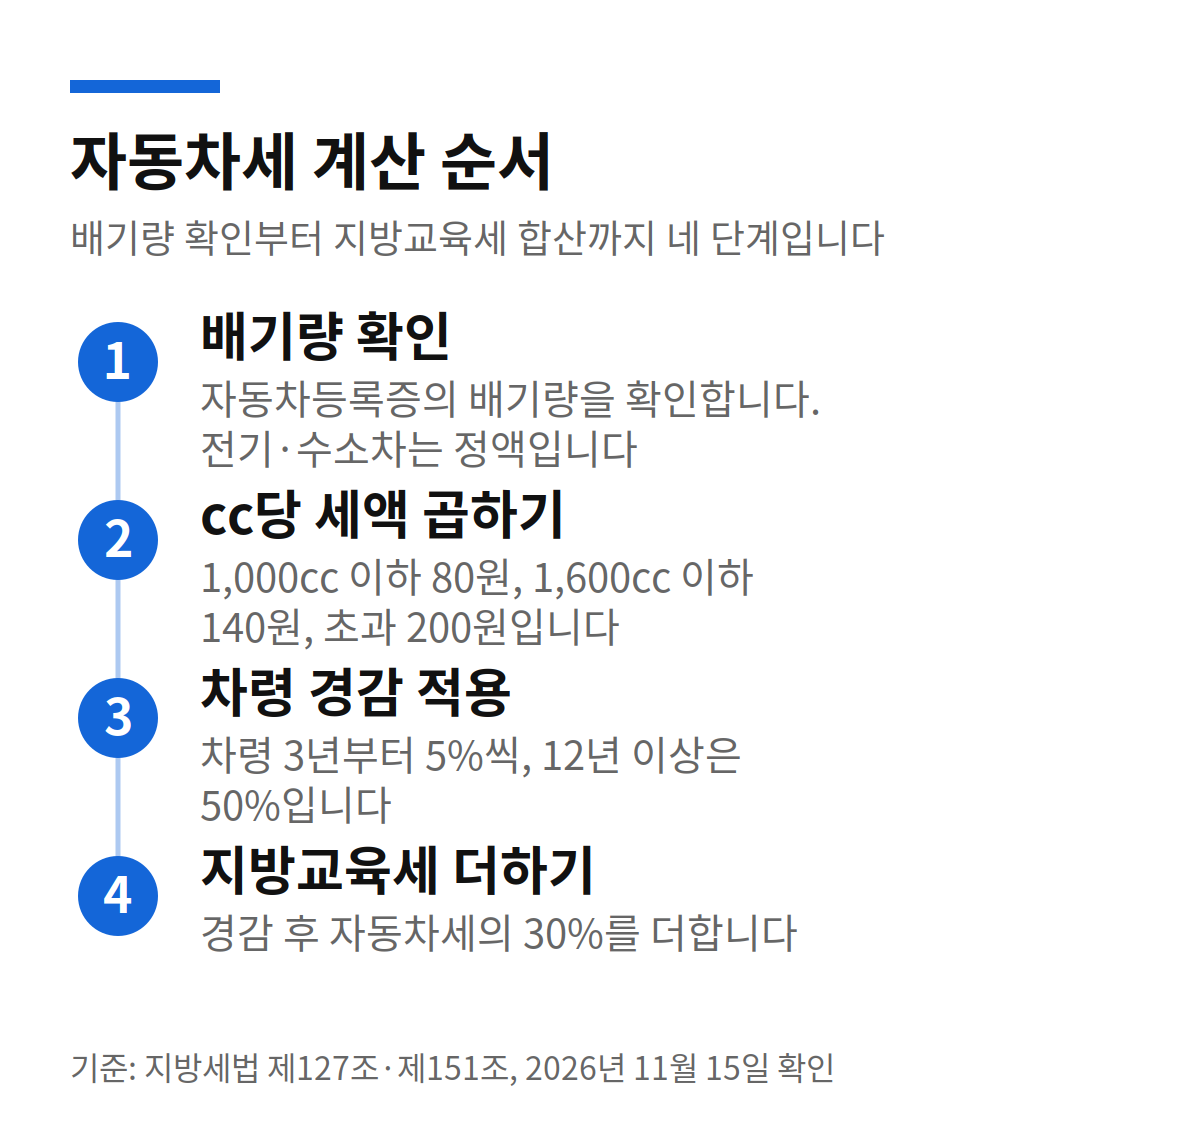 자동차세 계산 순서
배기량 확인부터 지방교육세 합산까지 네 단계입니다
1
배기량 확인
자동차등록증의 배기량을 확인합니다.
전기·수소차는 정액입니다
2
cc당 세액 곱하기
1,000cc 이하 80원, 1,600cc 이하
140원, 초과 200원입니다
3
차령 경감 적용
차령 3년부터 5%씩, 12년 이상은
50%입니다
4
지방교육세 더하기
경감 후 자동차세의 30%를 더합니다
기준: 지방세법 제127조·제151조, 2026년 11월 15일 확인